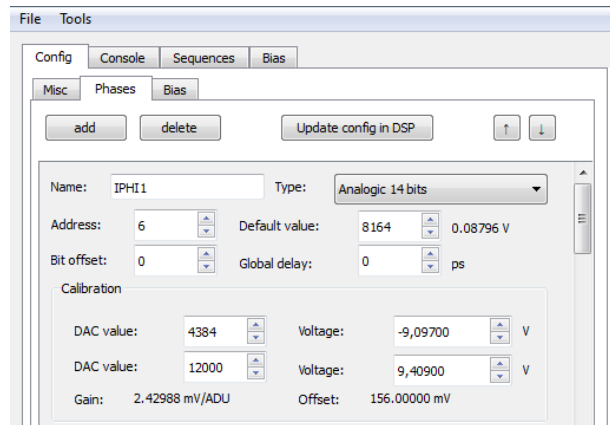 File Tools
Config Console Sequences Bias
Misc Phases Bias
add delete Update config in DSP ↑ ↓
Name: IPHI1 Type: Analogic 14 bits
Address: 6 Default value: 8164 0.08796 V
Bit offset: 0 Global delay: 0 ps
Calibration
DAC value: 4384 Voltage: -9,09700 V
DAC value: 12000 Voltage: 9,40900 V
Gain: 2.42988 mV/ADU Offset: 156.00000 mV